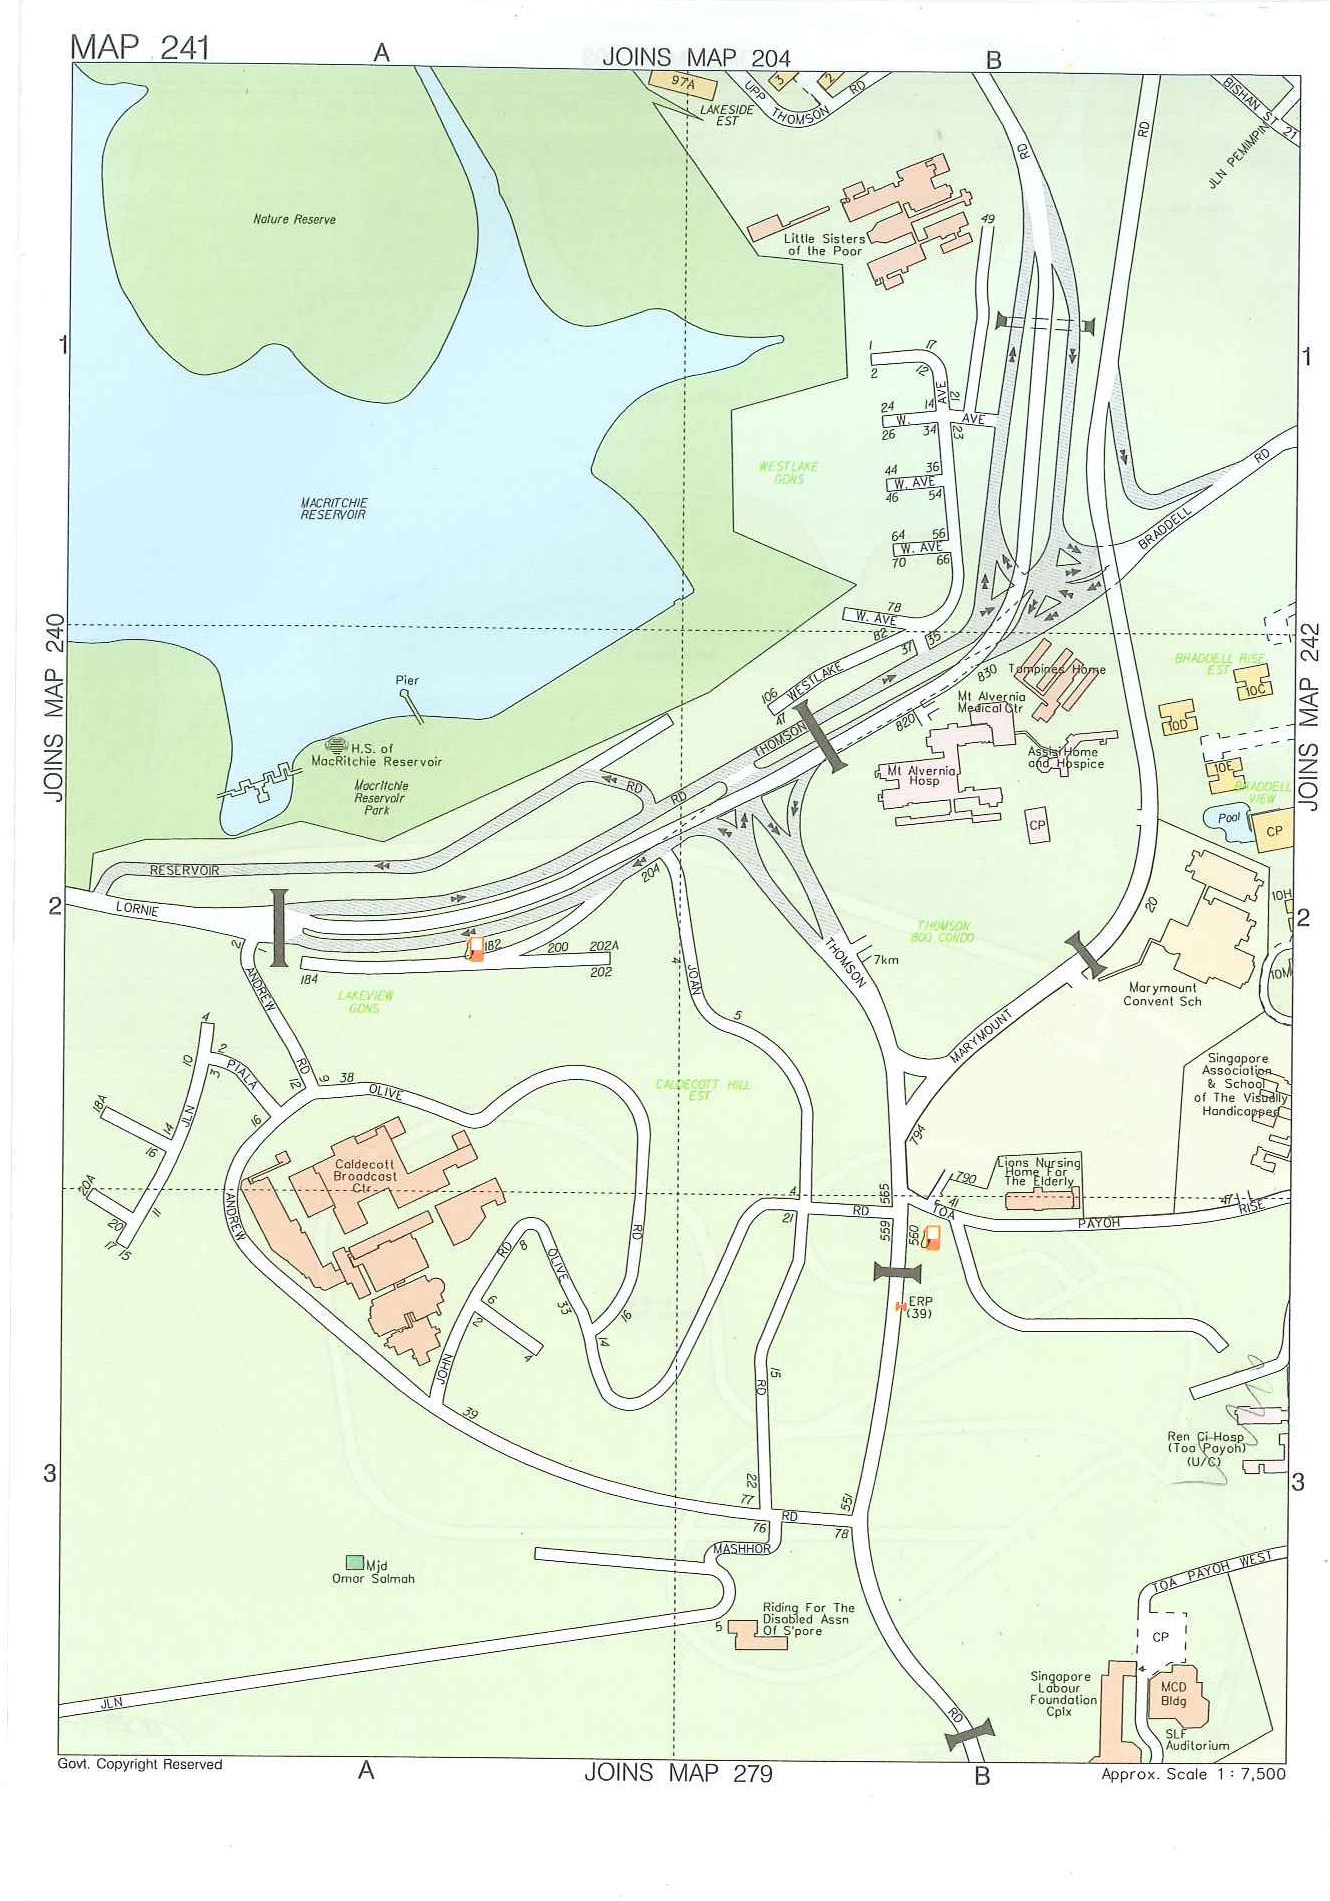 MAP 241
A
JOINS MAP 204
B
97A
LAKESIDE
EST
UPP
THOMSON
RD
3
2
BISHAN ST 21
JLN PEMIMPIN
RD
RD
Nature Reserve
Little Sisters
of the Poor
49
1
1
1
17
2
12
AVE
21
24
14
W.
AVE
26
34
23
44
36
W. AVE
46
54
64
56
W. AVE
70
66
WESTLAKE
GDNS
MACRITCHIE
RESERVOIR
RD
BRADDELL
78
W. AVE
82
37
35
JOINS MAP 240
JOINS MAP 242
106
WESTLAKE
47
THOMSON
830
820
Tampines Home
Mt Alvernia
Medical Ctr
BRADDELL RISE
EST
10C
10D
10E
BRADDELL
VIEW
Pool
CP
Pier
H.S. of
MacRitchie Reservoir
Macritchie
Reservoir
Park
Mt Alvernia
Hosp
Assisi Home
and Hospice
CP
RD
RD
RESERVOIR
204
2
2
LORNIE
2
182
200
202A
184
202
ANDREW
RD
LAKEVIEW
GDNS
4
JOAN
5
THOMSON
7km
THOMSON
800 CONDO
20
10H
10M
Marymount
Convent Sch
MARYMOUNT
4
10
2
3
PIALA
JLN
12
9
38
OLIVE
18A
14
16
16
20A
20
11
17
15
CALDECOTT HILL
EST
Singapore
Association
& School
of The Visually
Handicapped
794
Caldecott
Broadcast
Ctr
ANDREW
Lions Nursing
Home For
The Elderly
790
4
21
RD
565
559
560
41
TOA
PAYOH
47
RISE
RD
RD
8
OLIVE
33
6
2
4
16
14
JOHN
ERP
(39)
15
RD
39
Ren Ci Hosp
(Toa Payoh)
(U/C)
3
3
22
77
76
RD
551
78
MASHHOR
Mjd
Omar Salmah
Riding For The
Disabled Assn
Of S'pore
5
TOA PAYOH WEST
CP
Singapore
Labour
Foundation
Cplx
MCD
Bldg
SLF
Auditorium
JLN
RD
Govt. Copyright Reserved
A
JOINS MAP 279
B
Approx. Scale 1 : 7,500